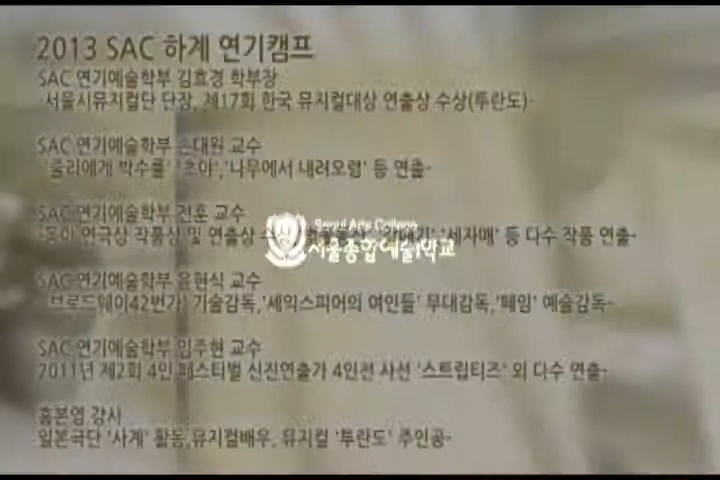 2013 SAC 하계 연기캠프
SAC 연기예술학부 김효경 학부장
서울시뮤지컬단 단장, 제17회 한국 뮤지컬대상 연출상 수상(투란도)-
SAC 연기예술학부 손대원 교수
'줄리에게 박수를' '초야','나무에서 내려오렴' 등 연출-
SAC 연기예술학부 전훈 교수
-동아 연극상 작품상 및 연출상 '갈매기','세자매' 등 다수 작품 연출-
Seoul Arts College
서울종합예술학교
SAC 연기예술학부 윤현식 교수
'브로드웨이42번가' 기술감독,'셰익스피어의 여인들' 무대감독,'페임' 예술감독-
SAC 연기예술학부 임주현 교수
2011년 제2회 4인 페스티벌 신진연출가 4인전 사선 '스트립티즈' 외 다수 연출-
홍본영 강사
일본극단 '사계' 활동,뮤지컬배우, 뮤지컬 '투란도' 주인공-